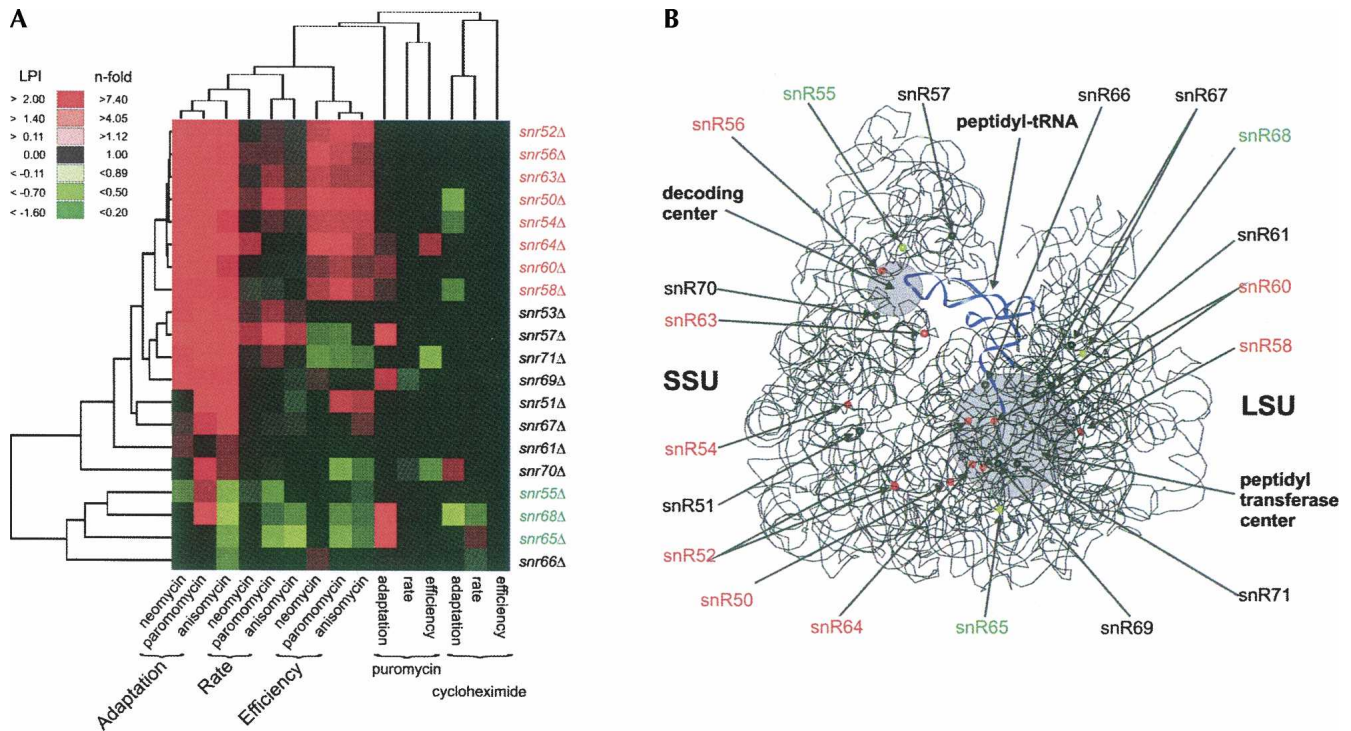 A
LPI n-fold
> 2.00 >7.40
> 1.40 >4.05
> 0.11 >1.12
0.00 1.00
< -0.11 <0.89
< -0.70 <0.50
< -1.60 <0.20
snr52Δ
snr56Δ
snr63Δ
snr50Δ
snr54Δ
snr64Δ
snr60Δ
snr58Δ
snr53Δ
snr57Δ
snr71Δ
snr69Δ
snr51Δ
snr67Δ
snr61Δ
snr70Δ
snr55Δ
snr68Δ
snr65Δ
snr66Δ
neomycin
paromomycin
anisomycin
neomycin
paromomycin
anisomycin
neomycin
paromomycin
anisomycin
adaptation
rate
efficiency
adaptation
rate
efficiency
Adaptation
Rate
Efficiency
puromycin
cycloheximide
B
snR55
snR57
snR66
snR67
snR56
peptidyl-tRNA
snR68
decoding
center
snR61
snR70
snR60
snR63
snR58
SSU
LSU
snR54
peptidyl
transferase
center
snR51
snR52
snR50
snR71
snR64
snR65
snR69